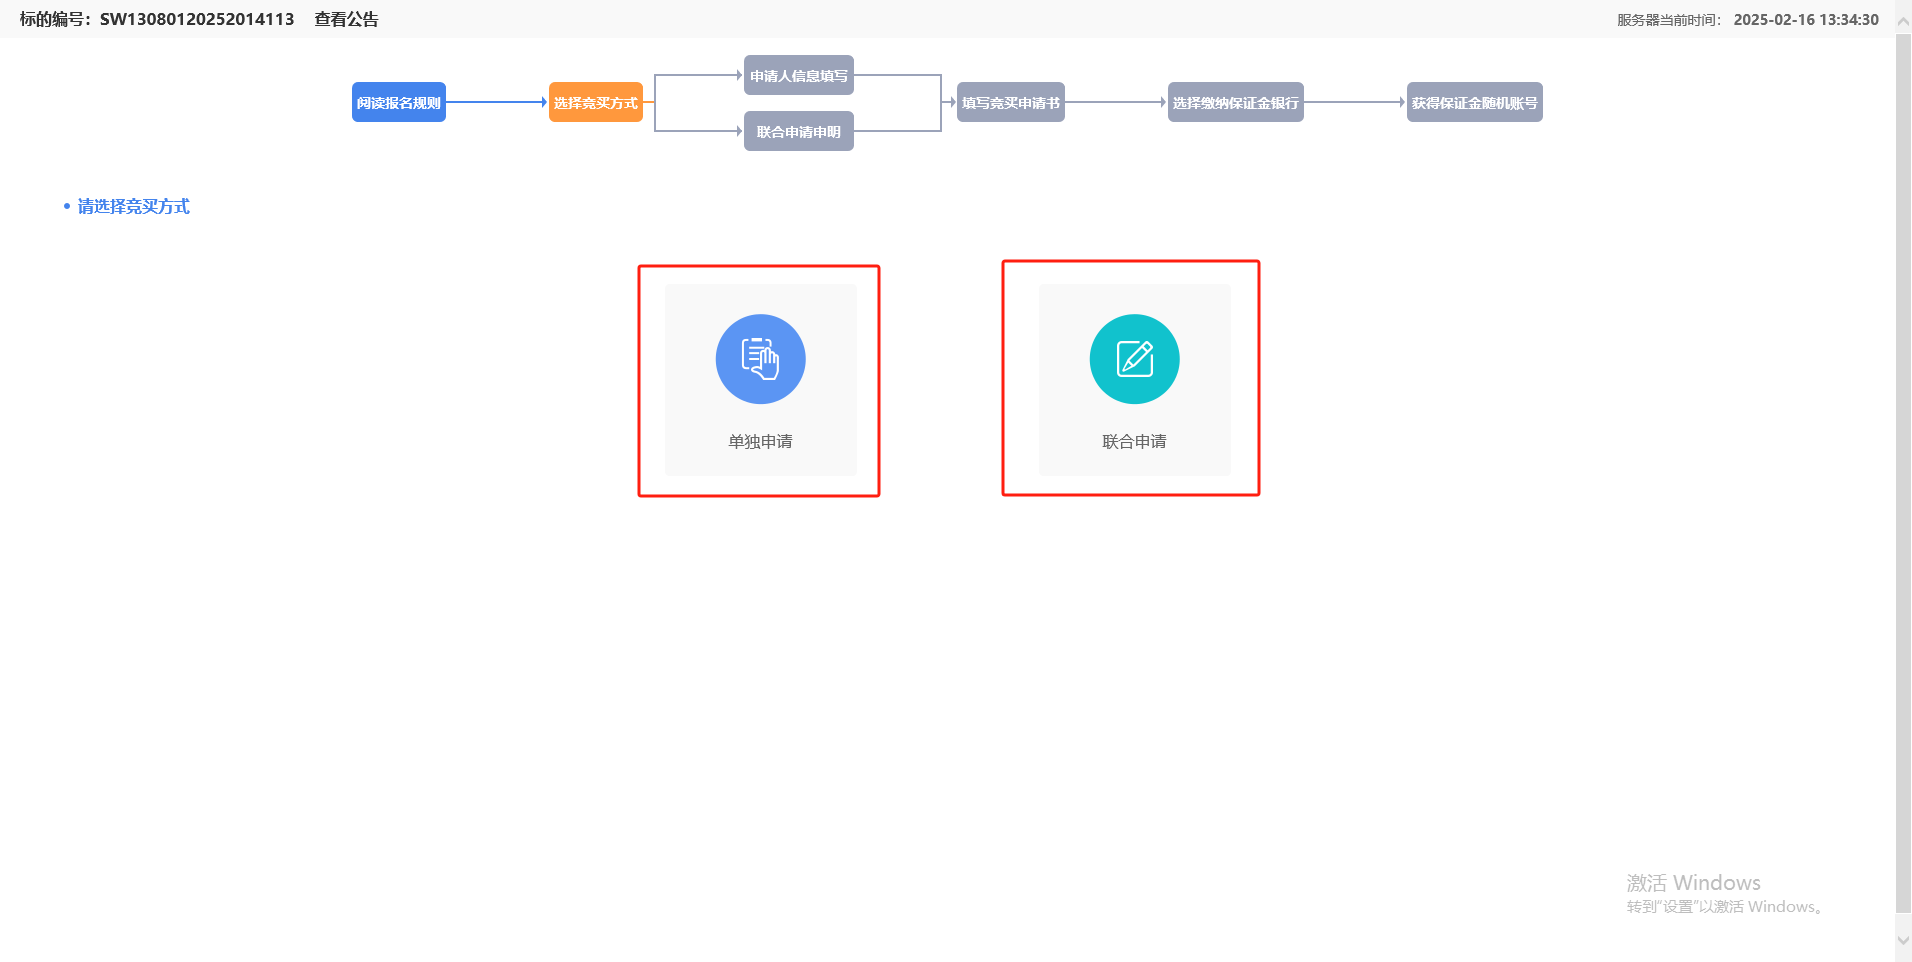 标的编号：SW13080120252014113 查看公告
服务器当前时间： 2025-02-16 13:34:30
阅读报名规则
选择竞买方式
申请人信息填写
联合申请申明
填写竞买申请书
选择缴纳保证金银行
获得保证金随机账号
• 请选择竞买方式
单独申请
联合申请
激活 Windows
转到“设置”以激活 Windows。